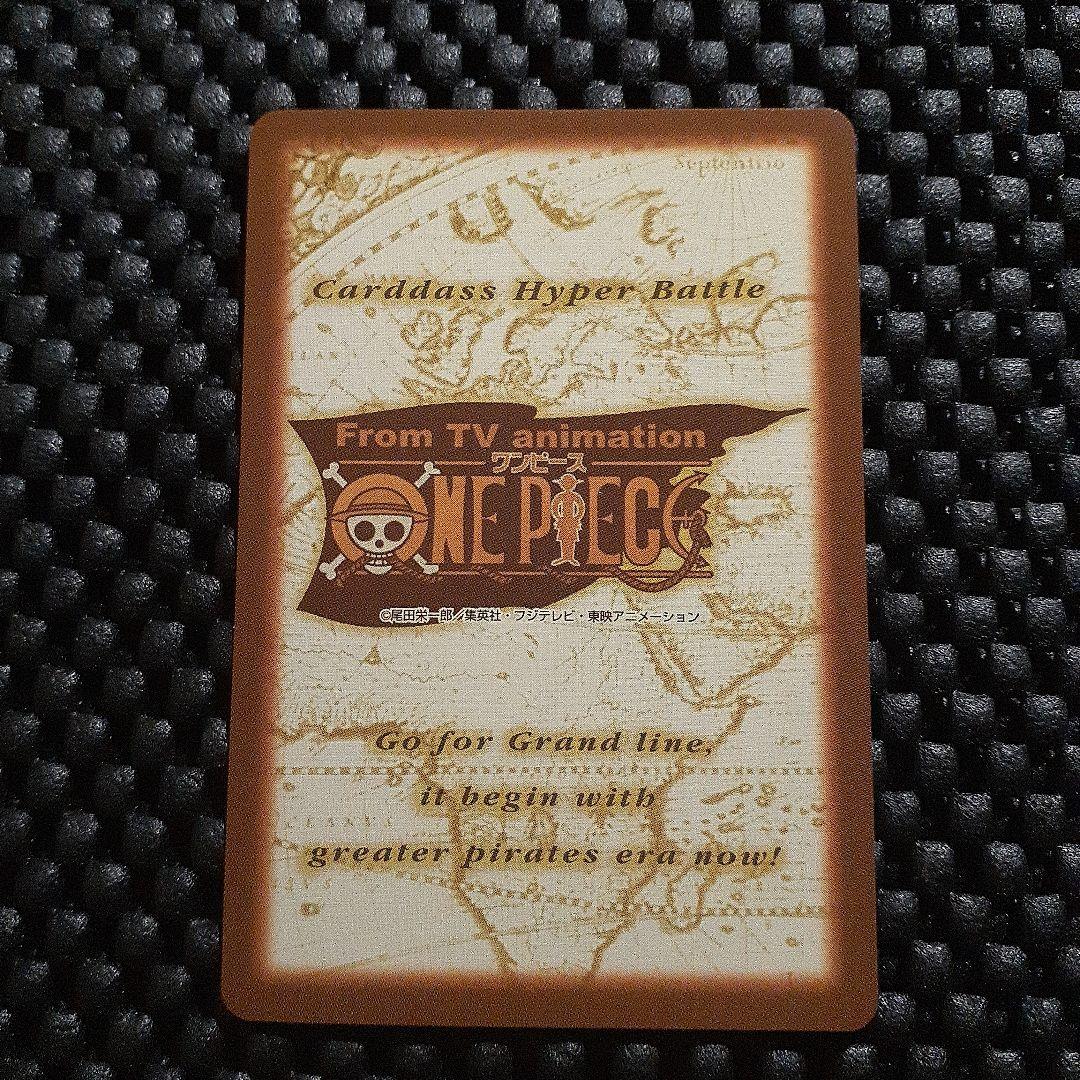 Septentrio
Carddass Hyper Battle
From TV animation
ワンピース
ONE PIECE
©尾田栄一郎／集英社・フジテレビ・東映アニメーション
Go for Grand line,
it begin with
greater pirates era now!